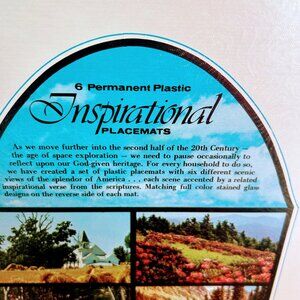 6 Permanent Plastic
Inspirational
PLACEMATS
As we move further into the second half of the 20th Century
the age of space exploration -- we need to pause occasionally to
reflect upon our God-given heritage. For every household to do so,
we have created a set of plastic placemats with six different scenic
views of the splendor of America . . . each scene accented by a related
inspirational verse from the scriptures. Matching full color stained glass
designs on the reverse side of each mat.